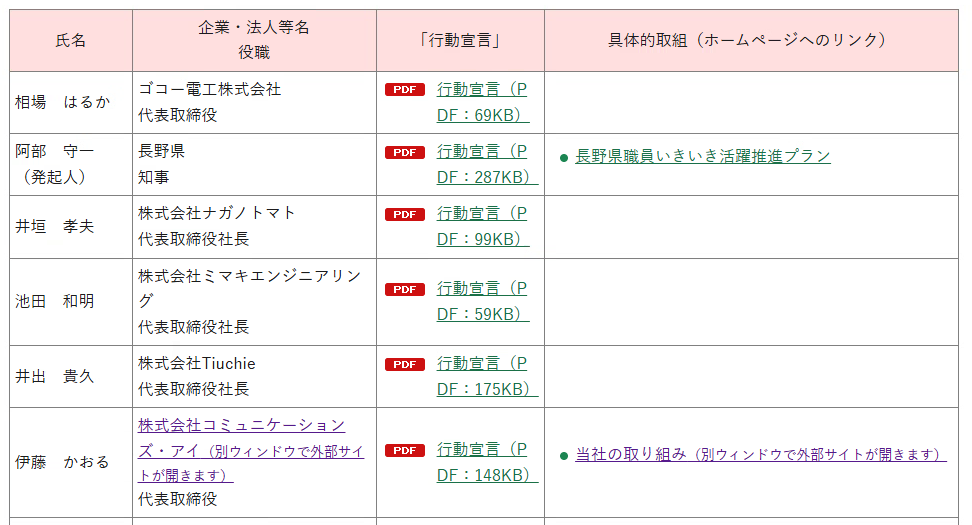 氏名
企業・法人等名
役職
「行動宣言」
具体的取組（ホームページへのリンク）
相場　はるか
ゴコー電工株式会社
代表取締役
PDF 行動宣言（P
DF：69KB）
阿部　守一
（発起人）
長野県
知事
PDF 行動宣言（P
DF：287KB）
長野県職員いきいき活躍推進プラン
井垣　孝夫
株式会社ナガノトマト
代表取締役社長
PDF 行動宣言（P
DF：99KB）
池田　和明
株式会社ミマキエンジニアリン
グ
代表取締役社長
PDF 行動宣言（P
DF：59KB）
井出　貴久
株式会社Tiuchie
代表取締役社長
PDF 行動宣言（P
DF：175KB）
伊藤　かおる
株式会社コミュニケーション
ズ・アイ（別ウィンドウで外部サイ
トが開きます）
代表取締役
PDF 行動宣言（P
DF：148KB）
当社の取り組み（別ウィンドウで外部サイトが開きます）